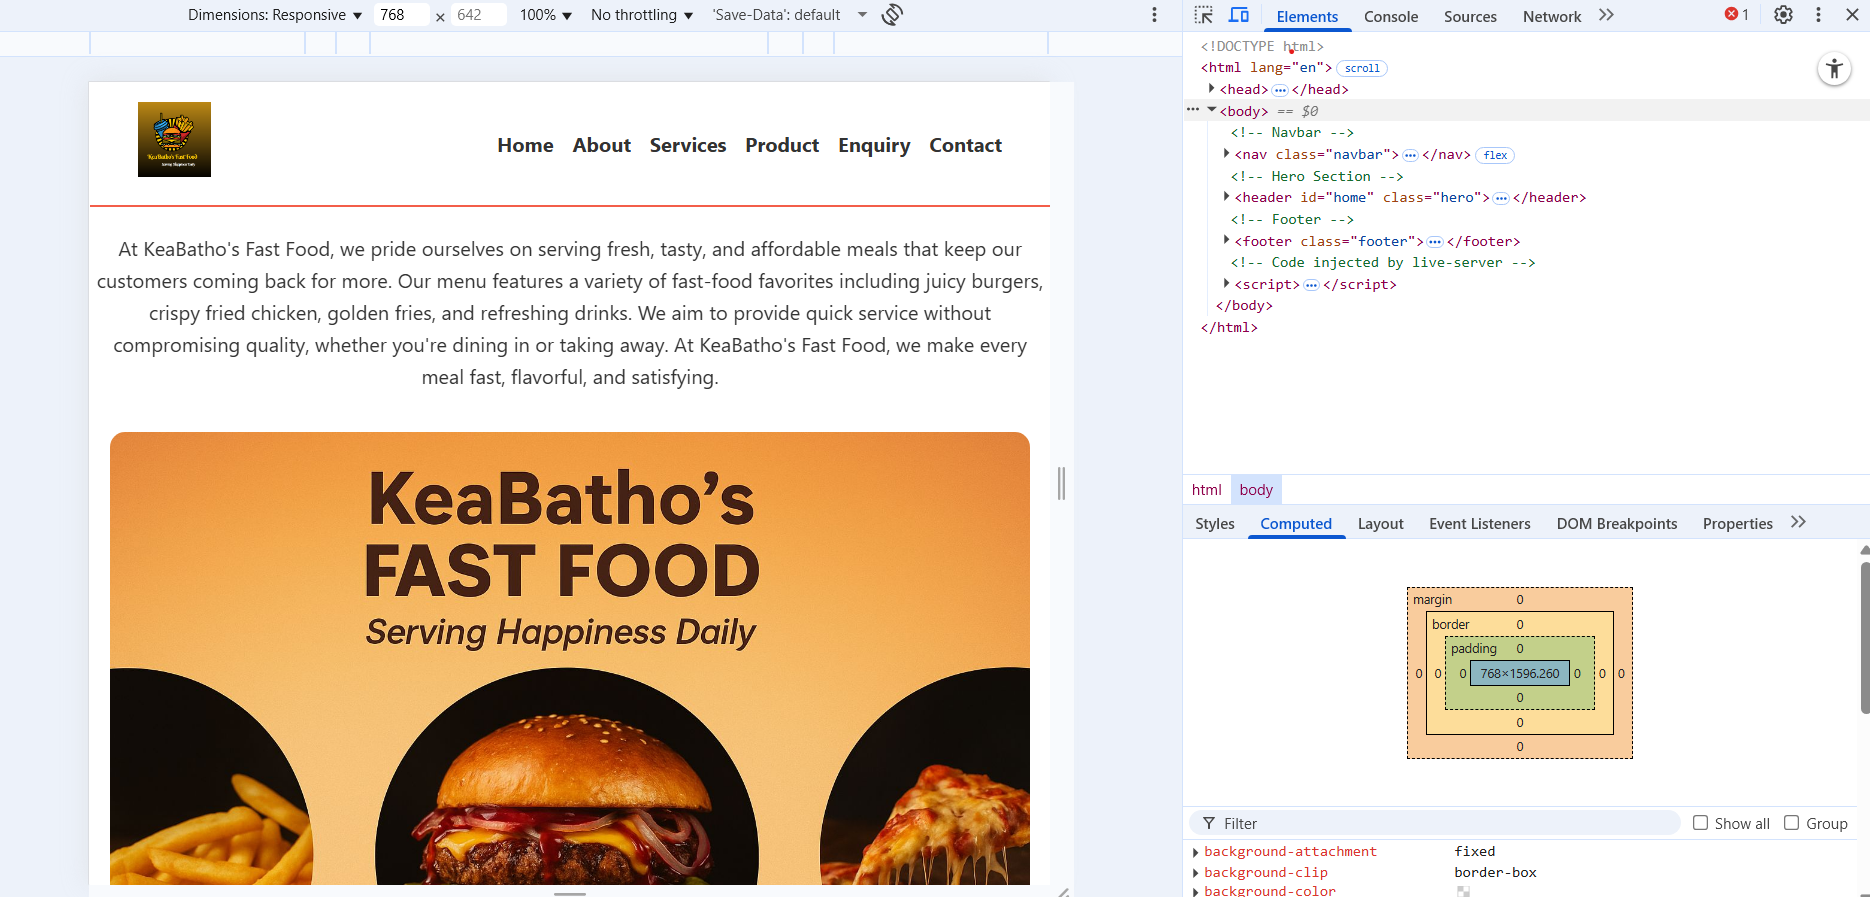 Dimensions: Responsive ▼ 768 × 642 100% ▼ No throttling ▼ 'Save-Data': default
Elements Console Sources Network 1
Home About Services Product Enquiry Contact
KeaBatho's Fast Food
Serving Happiness Daily
At KeaBatho's Fast Food, we pride ourselves on serving fresh, tasty, and affordable meals that keep our
customers coming back for more. Our menu features a variety of fast-food favorites including juicy burgers,
crispy fried chicken, golden fries, and refreshing drinks. We aim to provide quick service without
compromising quality, whether you're dining in or taking away. At KeaBatho's Fast Food, we make every
meal fast, flavorful, and satisfying.
KeaBatho’s
FAST FOOD
Serving Happiness Daily
<!DOCTYPE html>
<html lang="en"> scroll
<head> ••• </head>
••• <body> == $0
<!-- Navbar -->
<nav class="navbar"> ••• </nav> flex
<!-- Hero Section -->
<header id="home" class="hero"> ••• </header>
<!-- Footer -->
<footer class="footer"> ••• </footer>
<!-- Code injected by live-server -->
<script> ••• </script>
</body>
</html>
html body
Styles Computed Layout Event Listeners DOM Breakpoints Properties
margin 0
border 0
padding 0
0 0 0 768×1596.260 0 0 0
0
0
0
Filter Show all Group
background-attachment fixed
background-clip border-box
background-color